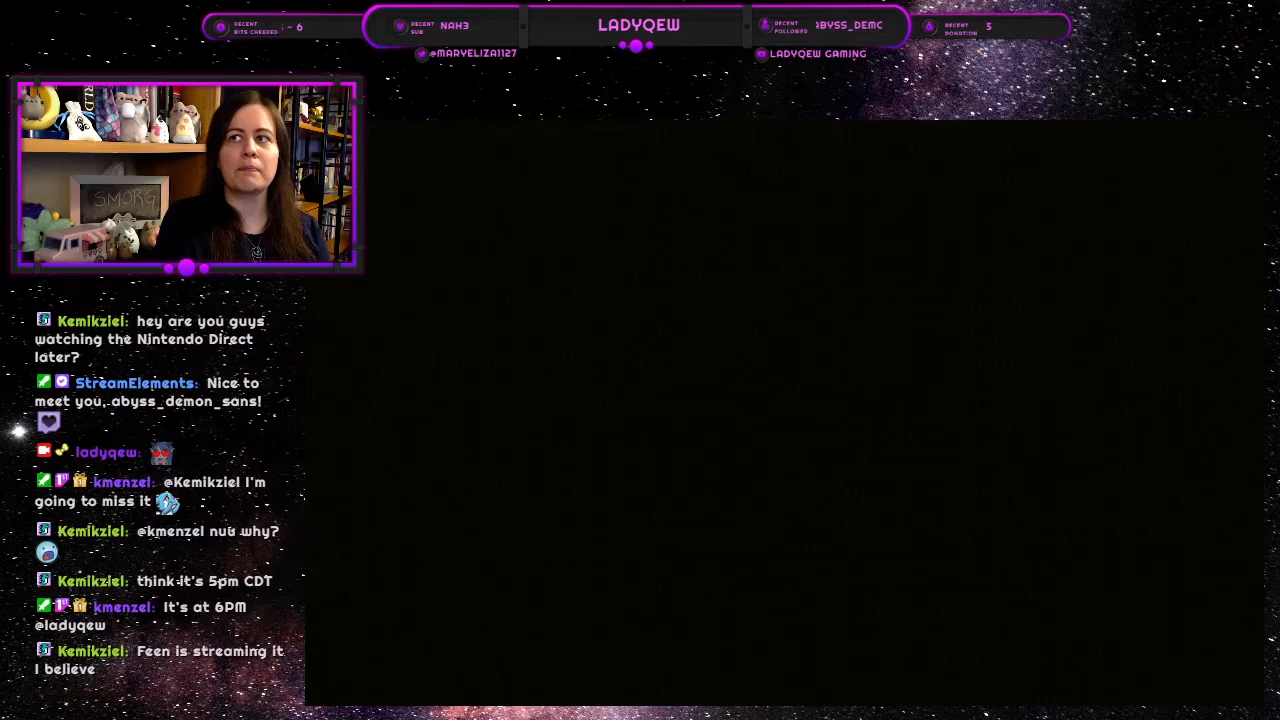 RECENT BITS CHEERED - 6
RECENT SUB NAH3
LADYQEW
RECENT FOLLOWER ABYSS_DEMO
RECENT DONATION 5
@MARYELIZA1127
LADYQEW GAMING
SMORG
Kemikziel: hey are you guys
watching the Nintendo Direct
later?
StreamElements: Nice to
meet you, abyss_demon_sans!
ladyqew:
kmenzel: @Kemikziel I'm
going to miss it
Kemikziel: @kmenzel nuu why?
Kemikziel: think it's 5pm CDT
kmenzel: It's at 6PM
@ladyqew
Kemikziel: Feen is streaming it
I believe